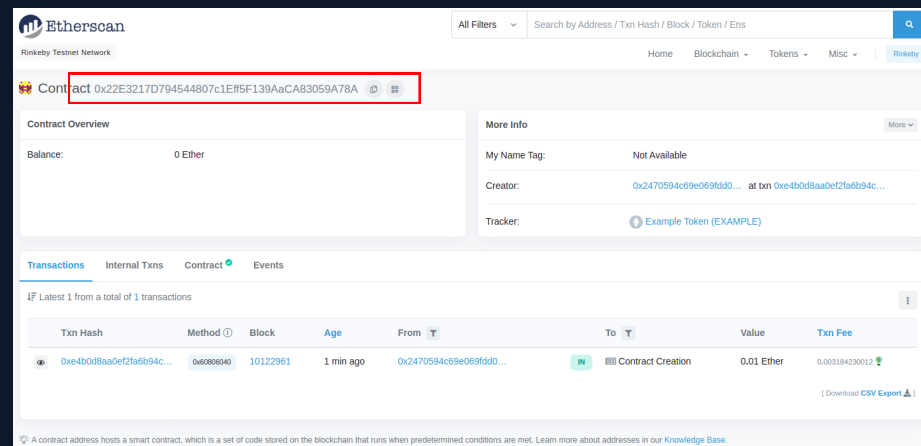 Etherscan
All Filters
Search by Address / Txn Hash / Block / Token / Ens
Rinkeby Testnet Network
Home Blockchain Tokens Misc Rinkeby
Contract 0x22E3217D794544807c1Eff5F139AaCA83059A78A
Contract Overview
Balance: 0 Ether
More Info
More
My Name Tag: Not Available
Creator: 0x2470594c69e069fdd0... at txn 0xe4b0d8aa0ef2fa6b94c...
Tracker: Example Token (EXAMPLE)
Transactions Internal Txns Contract Events
Latest 1 from a total of 1 transactions
Txn Hash Method Block Age From To Value Txn Fee
0xe4b0d8aa0ef2fa6b94c... 0x60806040 10122961 1 min ago 0x2470594c69e069fdd0... IN Contract Creation 0.01 Ether 0.003184230012
[ Download CSV Export ]
A contract address hosts a smart contract, which is a set of code stored on the blockchain that runs when predetermined conditions are met. Learn more about addresses in our Knowledge Base.